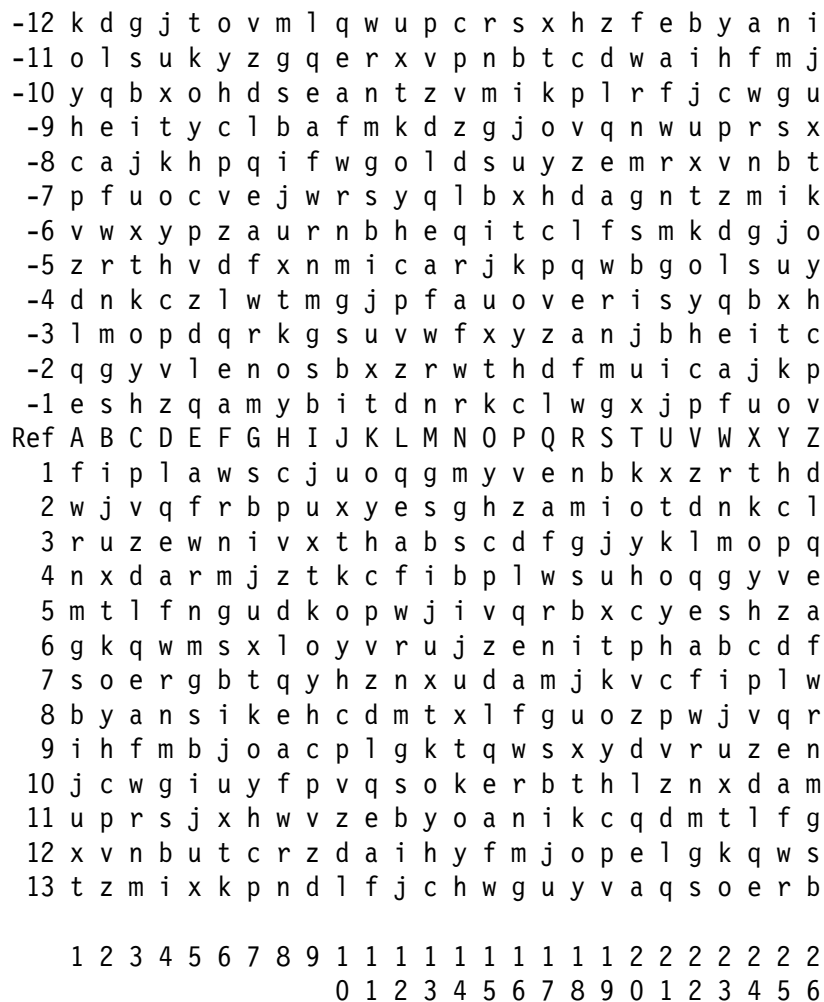 -12 k d g j t o v m l q w u p c r s x h z f e b y a n i
-11 o l s u k y z g q e r x v p n b t c d w a i h f m j
-10 y q b x o h d s e a n t z v m i k p l r f j c w g u
-9 h e i t y c l b a f m k d z g j o v q n w u p r s x
-8 c a j k h p q i f w g o l d s u y z e m r x v n b t
-7 p f u o c v e j w r s y q l b x h d a g n t z m i k
-6 v w x y p z a u r n b h e q i t c l f s m k d g j o
-5 z r t h v d f x n m i c a r j k p q w b g o l s u y
-4 d n k c z l w t m g j p f a u o v e r i s y q b x h
-3 l m o p d q r k g s u v w f x y z a n j b h e i t c
-2 q g y v l e n o s b x z r w t h d f m u i c a j k p
-1 e s h z q a m y b i t d n r k c l w g x j p f u o v
Ref A B C D E F G H I J K L M N O P Q R S T U V W X Y Z
1 f i p l a w s c j u o q g m y v e n b k x z r t h d
2 w j v q f r b p u x y e s g h z a m i o t d n k c l
3 r u z e w n i v x t h a b s c d f g j y k l m o p q
4 n x d a r m j z t k c f i b p l w s u h o q g y v e
5 m t l f n g u d k o p w j i v q r b x c y e s h z a
6 g k q w m s x l o y v r u j z e n i t p h a b c d f
7 s o e r g b t q y h z n x u d a m j k v c f i p l w
8 b y a n s i k e h c d m t x l f g u o z p w j v q r
9 i h f m b j o a c p l g k t q w s x y d v r u z e n
10 j c w g i u y f p v q s o k e r b t h l z n x d a m
11 u p r s j x h w v z e b y o a n i k c q d m t l f g
12 x v n b u t c r z d a i h y f m j o p e l g k q w s
13 t z m i x k p n d l f j c h w g u y v a q s o e r b
1 2 3 4 5 6 7 8 9 1 1 1 1 1 1 1 1 1 1 2 2 2 2 2 2 2
0 1 2 3 4 5 6 7 8 9 0 1 2 3 4 5 6